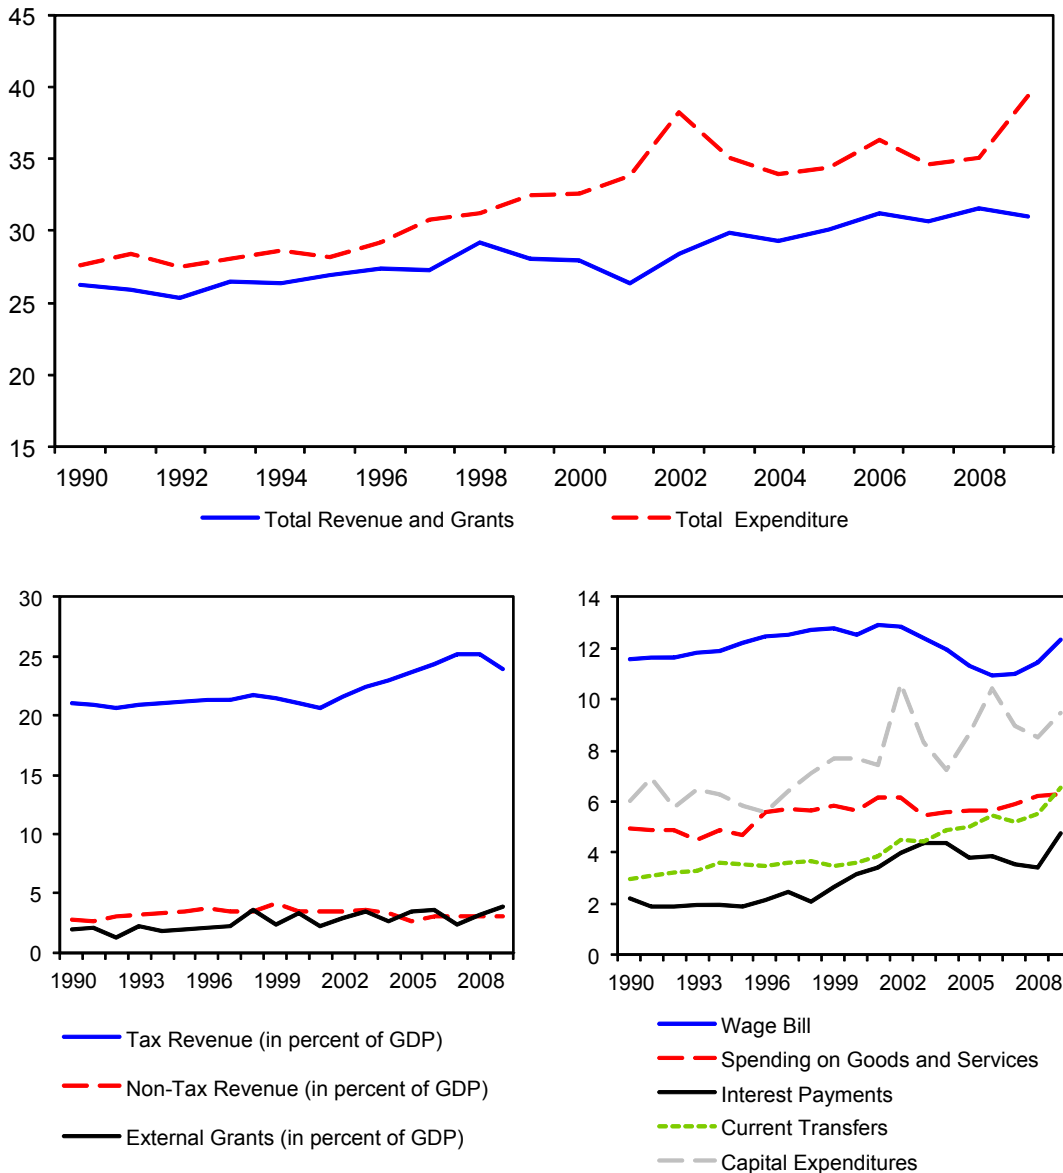 45
40
35
30
25
20
15
1990 1992 1994 1996 1998 2000 2002 2004 2006 2008
Total Revenue and Grants Total Expenditure
30
25
20
15
10
5
0
1990 1993 1996 1999 2002 2005 2008
Tax Revenue (in percent of GDP)
Non-Tax Revenue (in percent of GDP)
External Grants (in percent of GDP)
14
12
10
8
6
4
2
0
1990 1993 1996 1999 2002 2005 2008
Wage Bill
Spending on Goods and Services
Interest Payments
Current Transfers
Capital Expenditures